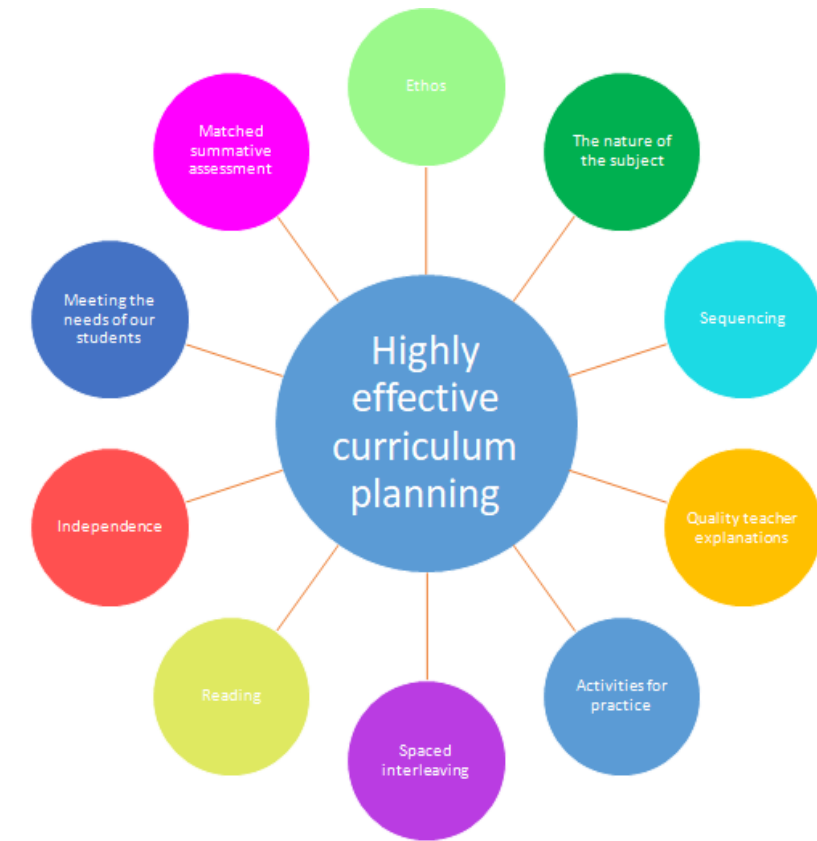 Ethos
The nature of
the subject
Sequencing
Quality teacher
explanations
Activities for
practice
Spaced
interleaving
Reading
Independence
Meeting the
needs of our
students
Matched
summative
assessment
Highly
effective
curriculum
planning